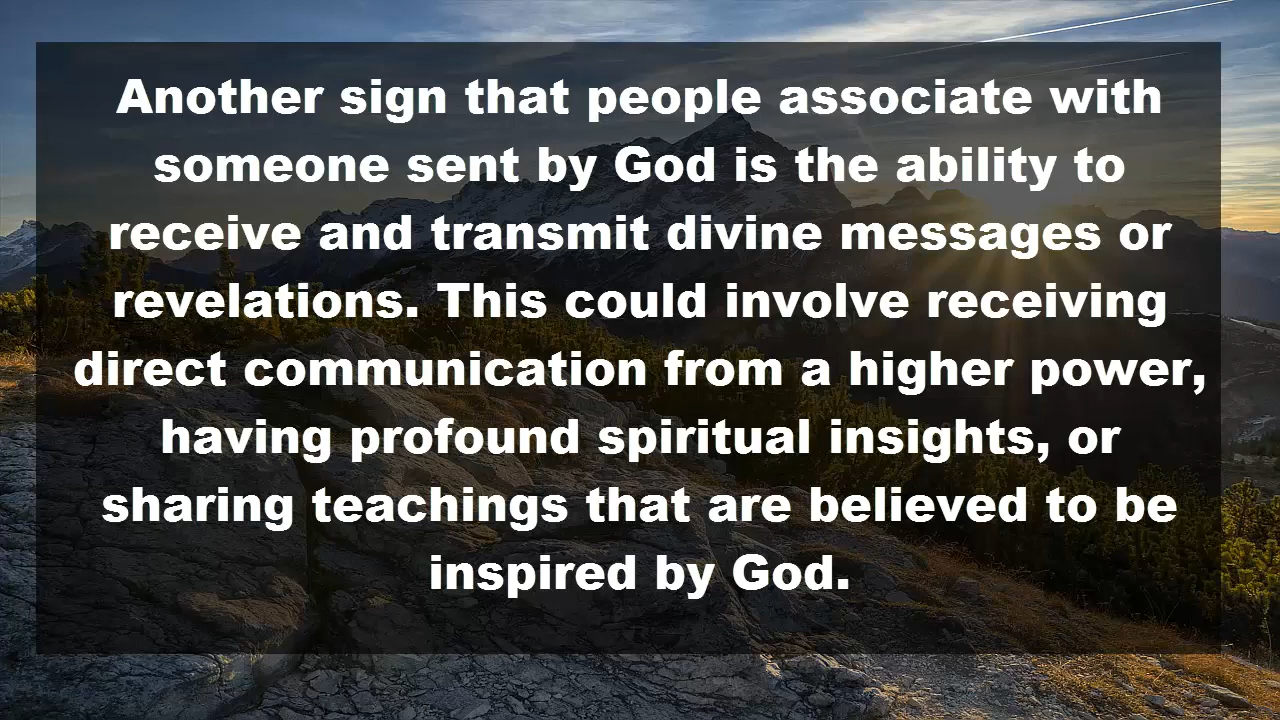 Another sign that people associate with
someone sent by God is the ability to
receive and transmit divine messages or
revelations. This could involve receiving
direct communication from a higher power,
having profound spiritual insights, or
sharing teachings that are believed to be
inspired by God.